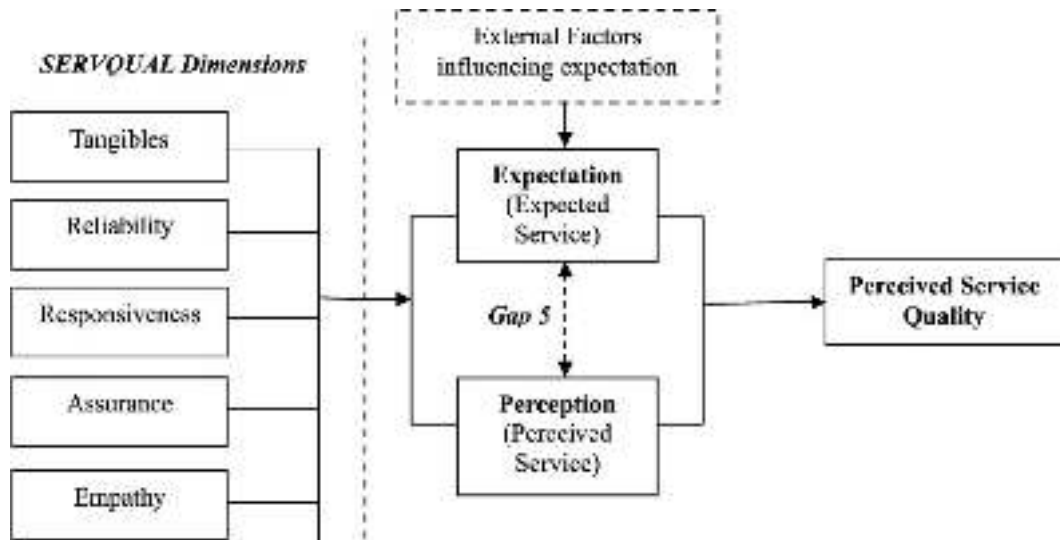 SERVQUAL Dimensions
Tangibles
Reliability
Responsiveness
Assurance
Empathy
External Factors
influencing expectation
Expectation
(Expected
Service)
Gap 5
Perception
(Perceived
Service)
Perceived Service
Quality